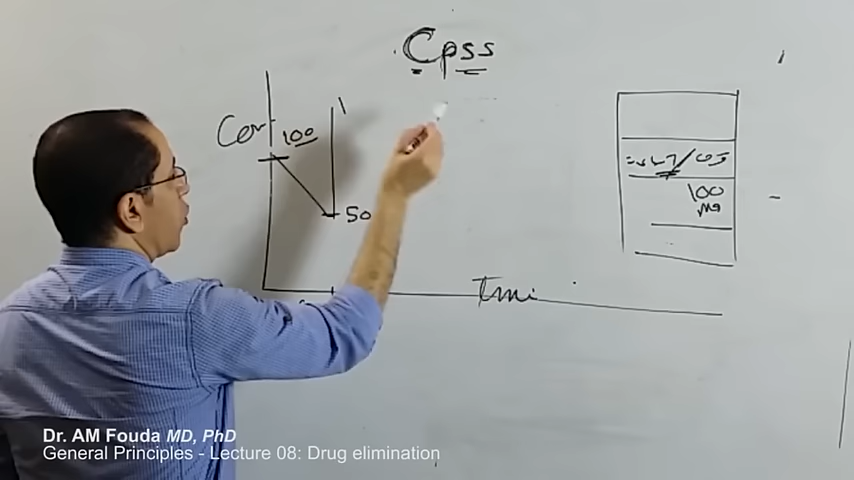 Cpss
Con
100
50
Time
100
Mg
Dr. AM Fouda MD, PhD
General Principles - Lecture 08: Drug elimination